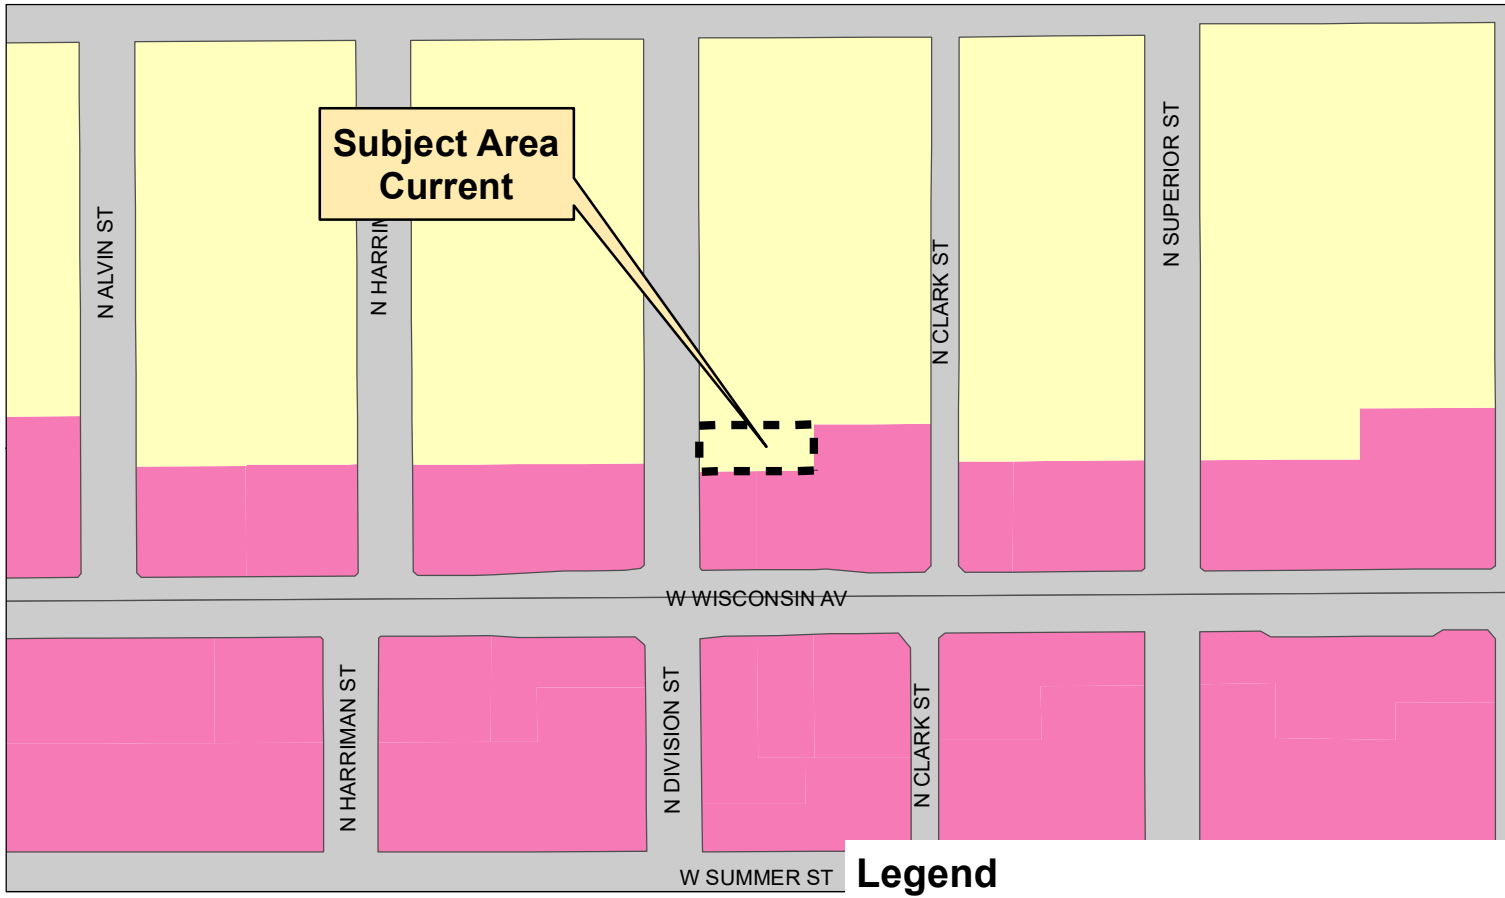 Subject Area
Current
N ALVIN ST
N HARRIM
N CLARK ST
N SUPERIOR ST
W WISCONSIN AV
N HARRIMAN ST
N DIVISION ST
N CLARK ST
W SUMMER ST
Legend